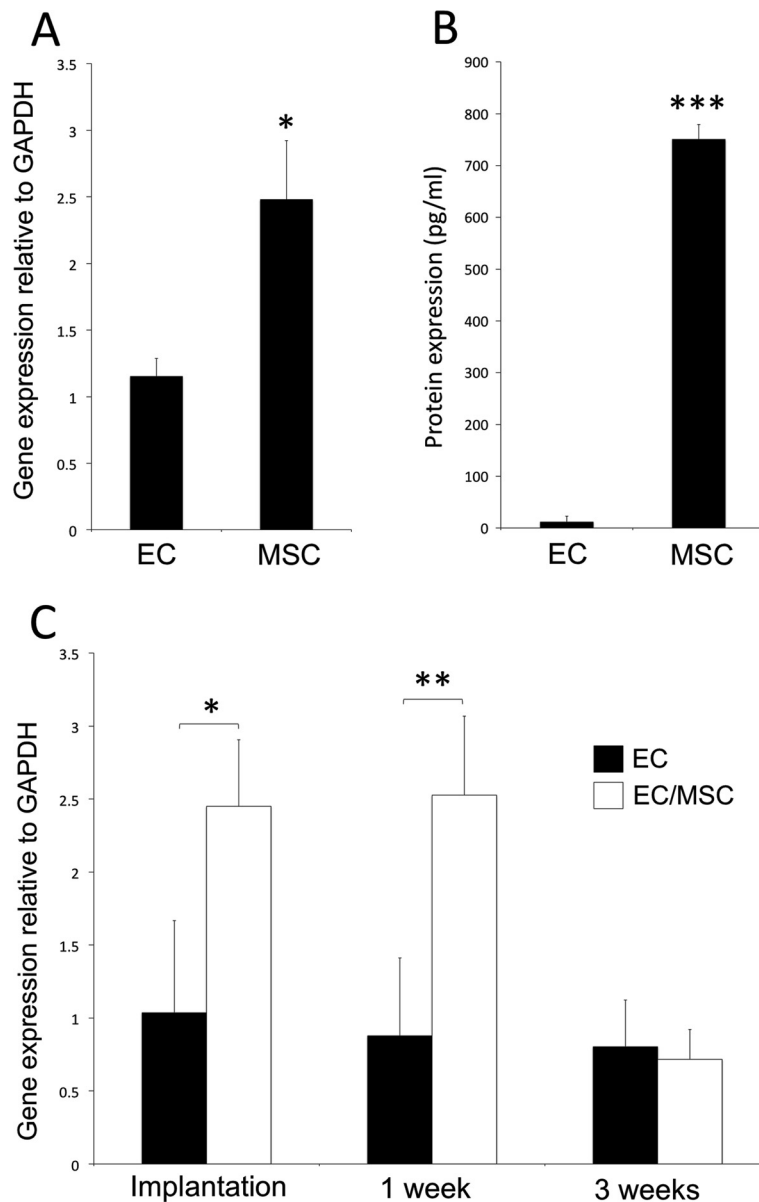 A
Gene expression relative to GAPDH
3.5
3
2.5
2
1.5
1
0.5
0
*
EC MSC
B
Protein expression (pg/ml)
900
800
700
600
500
400
300
200
100
0
***
EC MSC
C
Gene expression relative to GAPDH
3.5
3
2.5
2
1.5
1
0.5
0
* **
EC
EC/MSC
Implantation 1 week 3 weeks